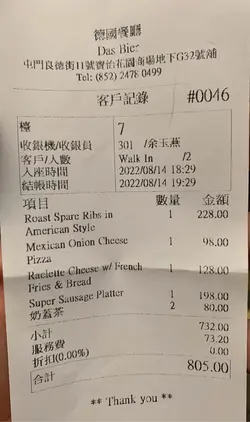 德國餐廳
Das Bier
屯門良德街11號寶怡花園商場地下G32號舖
Tel: (852) 2478 0499
客戶記錄 #0046
檯 7
收銀機/收銀員 301 /余玉燕
客戶/人數 Walk In /2
入座時間 2022/08/14 18:29
結帳時間 2022/08/14 19:29
項目 數量 金額
Roast Spare Ribs in 1 228.00
American Style
Mexican Onion Cheese 1 98.00
Pizza
Raclette Cheese w/ French 1 128.00
Fries & Bread
Super Sausage Platter 1 198.00
奶蓋茶 2 80.00
小計 732.00
服務費 73.20
折扣(0.00%) 0.00
合計 805.00
** Thank you **